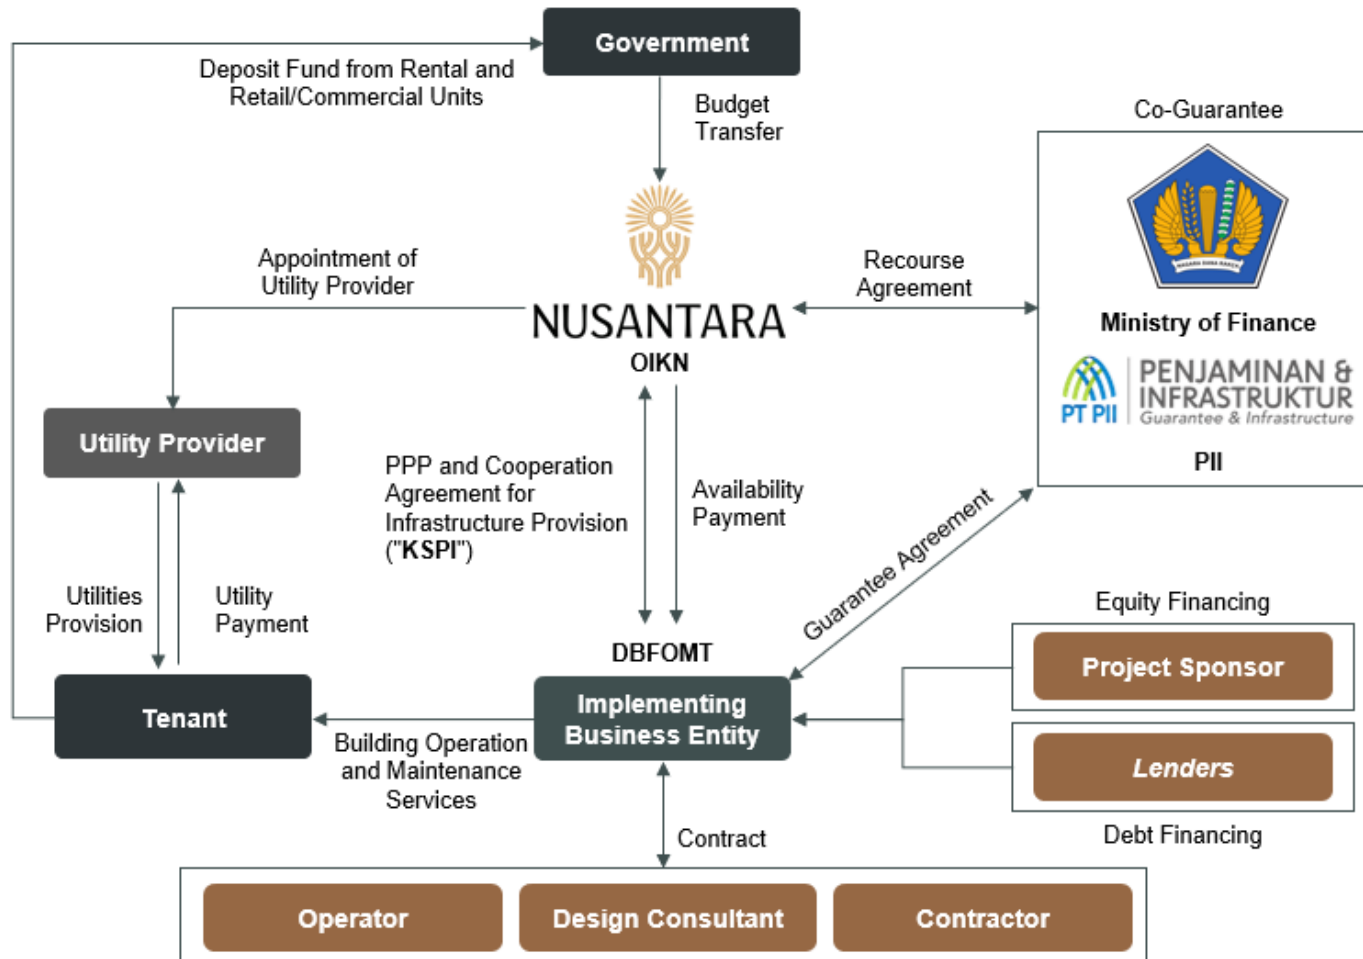 Government
Deposit Fund from Rental and
Retail/Commercial Units
Budget
Transfer
Co-Guarantee
NAGARA DANA RAKCA
Appointment of
Utility Provider
NUSANTARA
OIKN
Recourse
Agreement
Ministry of Finance
PT PII
PENJAMINAN &
INFRASTRUKTUR
Guarantee & Infrastructure
PII
Utility Provider
PPP and Cooperation
Agreement for
Infrastructure Provision
("KSPI")
Availability
Payment
Guarantee Agreement
Utilities
Provision
Utility
Payment
Equity Financing
DBFOMT
Project Sponsor
Implementing
Business Entity
Tenant
Building Operation
and Maintenance
Services
Lenders
Debt Financing
Contract
Operator
Design Consultant
Contractor